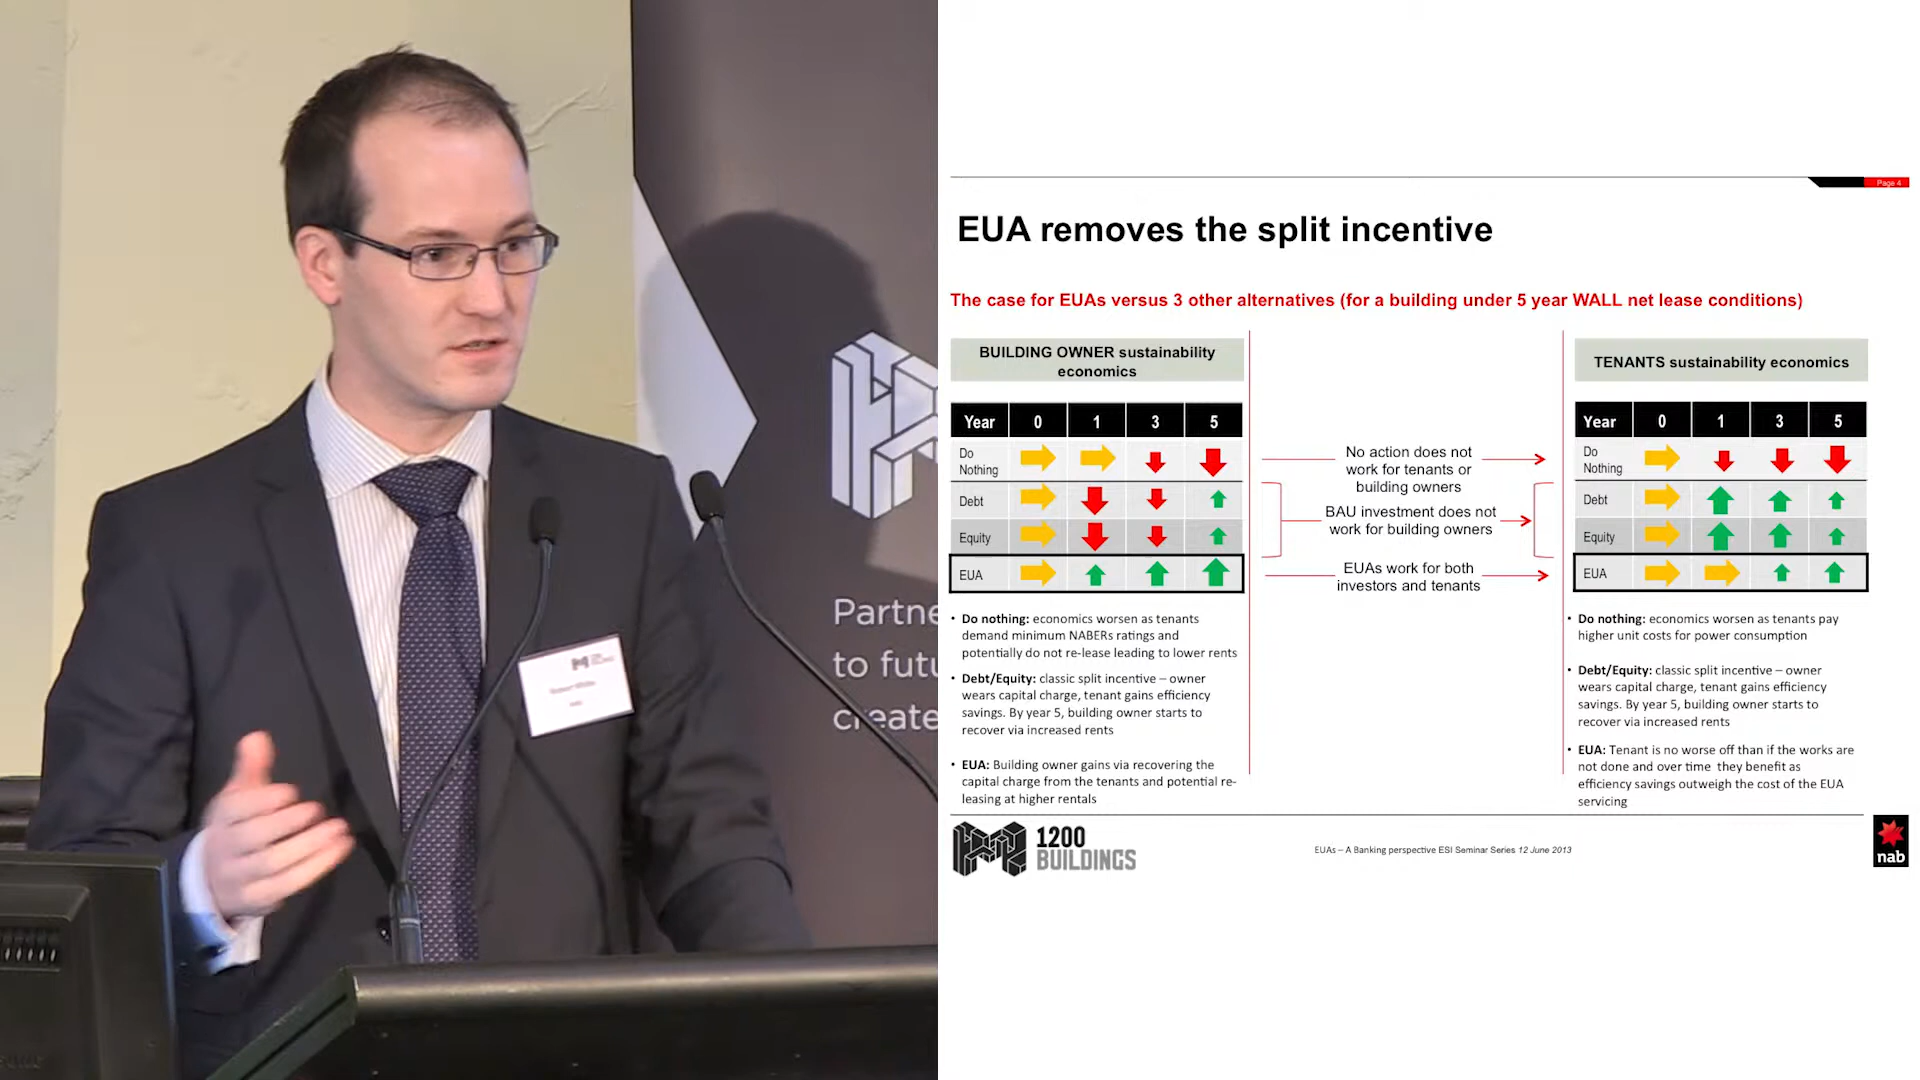 Partne
to futu
create
Page 4
EUA removes the split incentive
The case for EUAs versus 3 other alternatives (for a building under 5 year WALL net lease conditions)
BUILDING OWNER sustainability
economics
Year 0 1 3 5
Do
Nothing
Debt
Equity
EUA
• Do nothing: economics worsen as tenants
demand minimum NABERs ratings and
potentially do not re-lease leading to lower rents
• Debt/Equity: classic split incentive – owner
wears capital charge, tenant gains efficiency
savings. By year 5, building owner starts to
recover via increased rents
• EUA: Building owner gains via recovering the
capital charge from the tenants and potential re-
leasing at higher rentals
No action does not
work for tenants or
building owners
BAU investment does not
work for building owners
EUAs work for both
investors and tenants
TENANTS sustainability economics
Year 0 1 3 5
Do
Nothing
Debt
Equity
EUA
• Do nothing: economics worsen as tenants pay
higher unit costs for power consumption
• Debt/Equity: classic split incentive – owner
wears capital charge, tenant gains efficiency
savings. By year 5, building owner starts to
recover via increased rents
• EUA: Tenant is no worse off than if the works are
not done and over time they benefit as
efficiency savings outweigh the cost of the EUA
servicing
1200
BUILDINGS
EUAs – A Banking perspective ESI Seminar Series 12 June 2013
nab